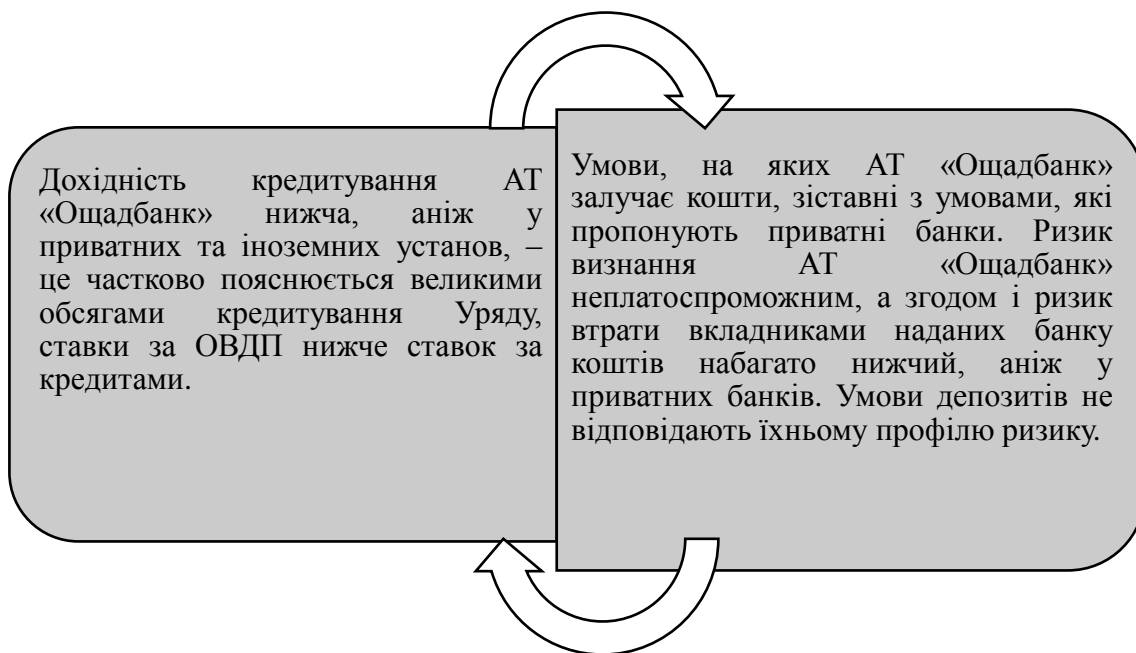 Дохідність кредитування АТ
«Ощадбанк» нижча, аніж у
приватних та іноземних установ, –
це частково пояснюється великими
обсягами кредитування Уряду,
ставки за ОВДП нижче ставок за
кредитами.
Умови, на яких АТ «Ощадбанк»
залучає кошти, зіставні з умовами, які
пропонують приватні банки. Ризик
визнання АТ «Ощадбанк»
неплатоспроможним, а згодом і ризик
втрати вкладниками наданих банку
коштів набагато нижчий, аніж у
приватних банків. Умови депозитів не
відповідають їхньому профілю ризику.